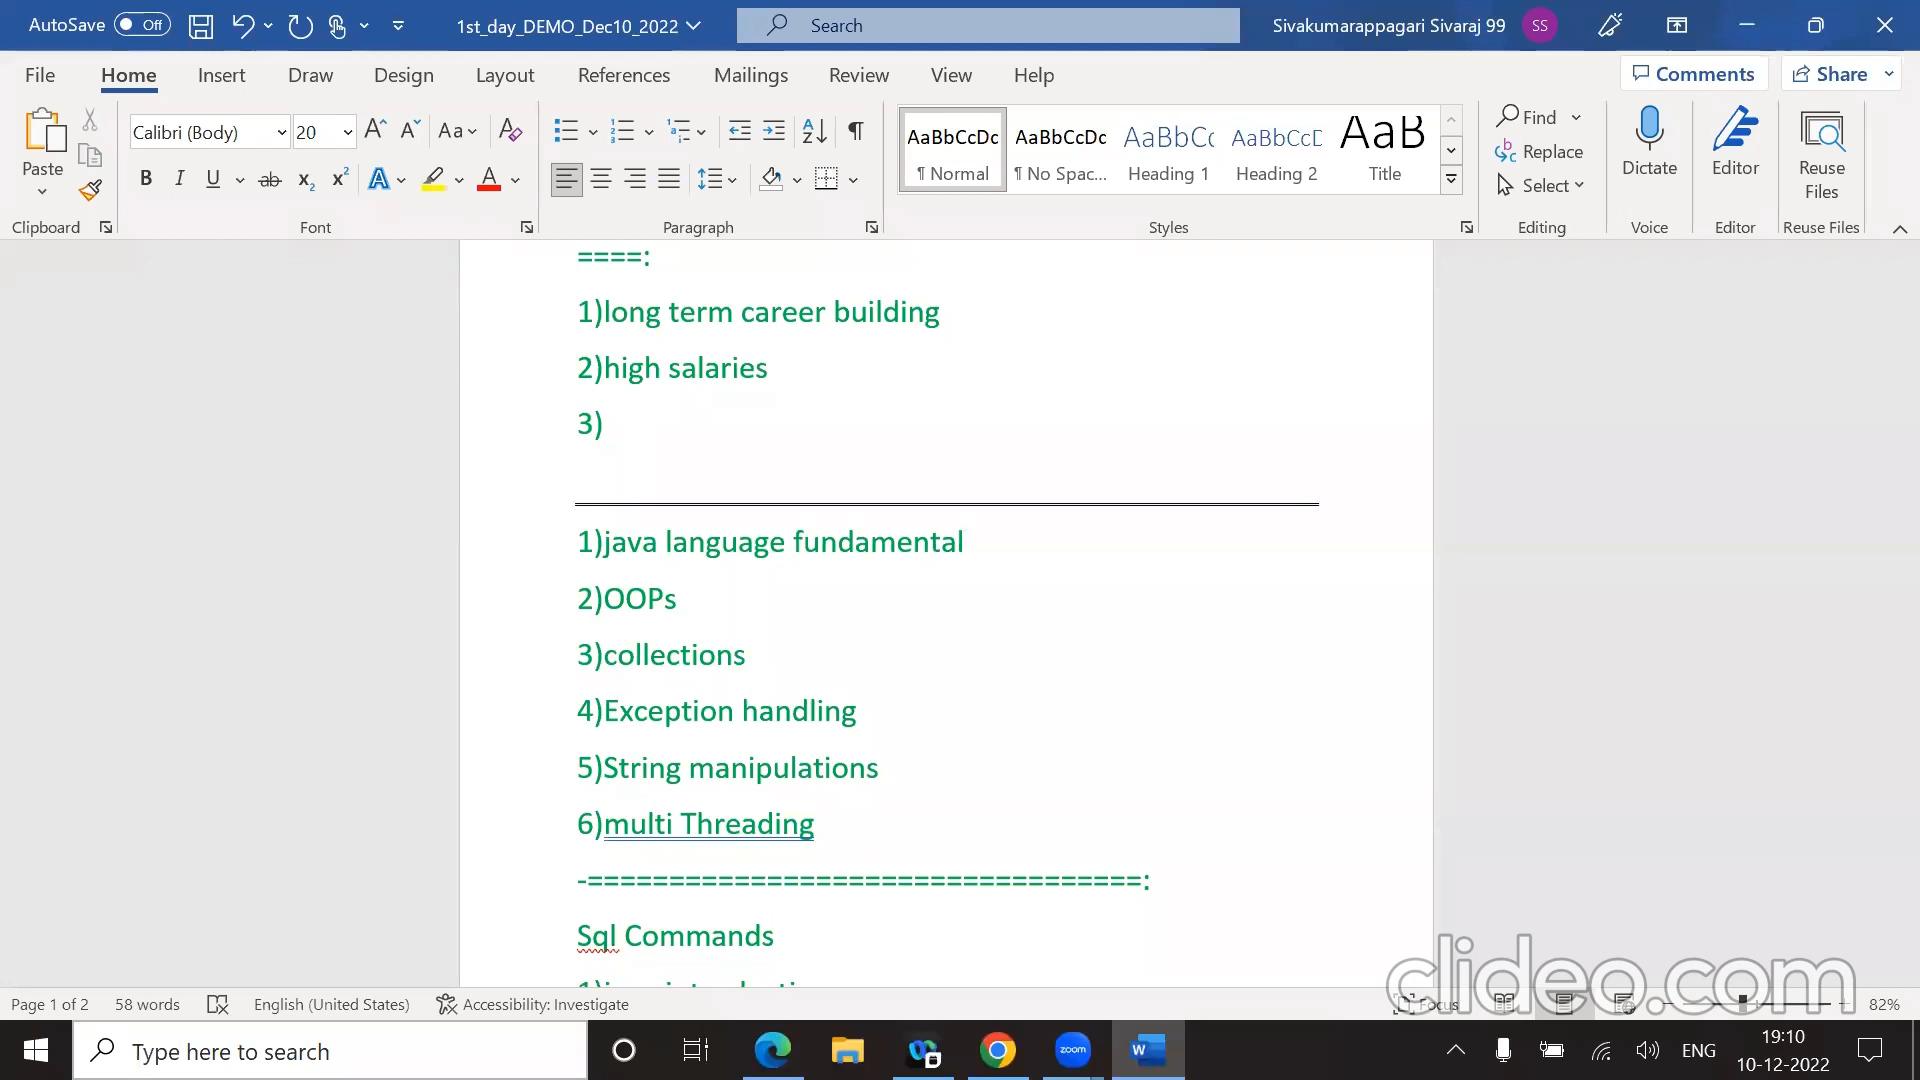 AutoSave Off 1st_day_DEMO_Dec10_2022 Search Sivakumarappagari Sivaraj 99 SS
File Home Insert Draw Design Layout References Mailings Review View Help Comments Share
Paste Calibri (Body) 20 Aa AaBbCcDc AaBbCcDc AaBbCc AaBbCcD AaB Find Replace Select Dictate Editor Reuse Files
¶ Normal ¶ No Spac... Heading 1 Heading 2 Title
Clipboard Font Paragraph Styles Editing Voice Editor Reuse Files
====:
1)long term career building
2)high salaries
3)
1)java language fundamental
2)OOPs
3)collections
4)Exception handling
5)String manipulations
6)multi Threading
-==================================:
Sql Commands
clideo.com
Page 1 of 2 58 words English (United States) Accessibility: Investigate Focus 82%
Type here to search zoom ENG 19:10
10-12-2022